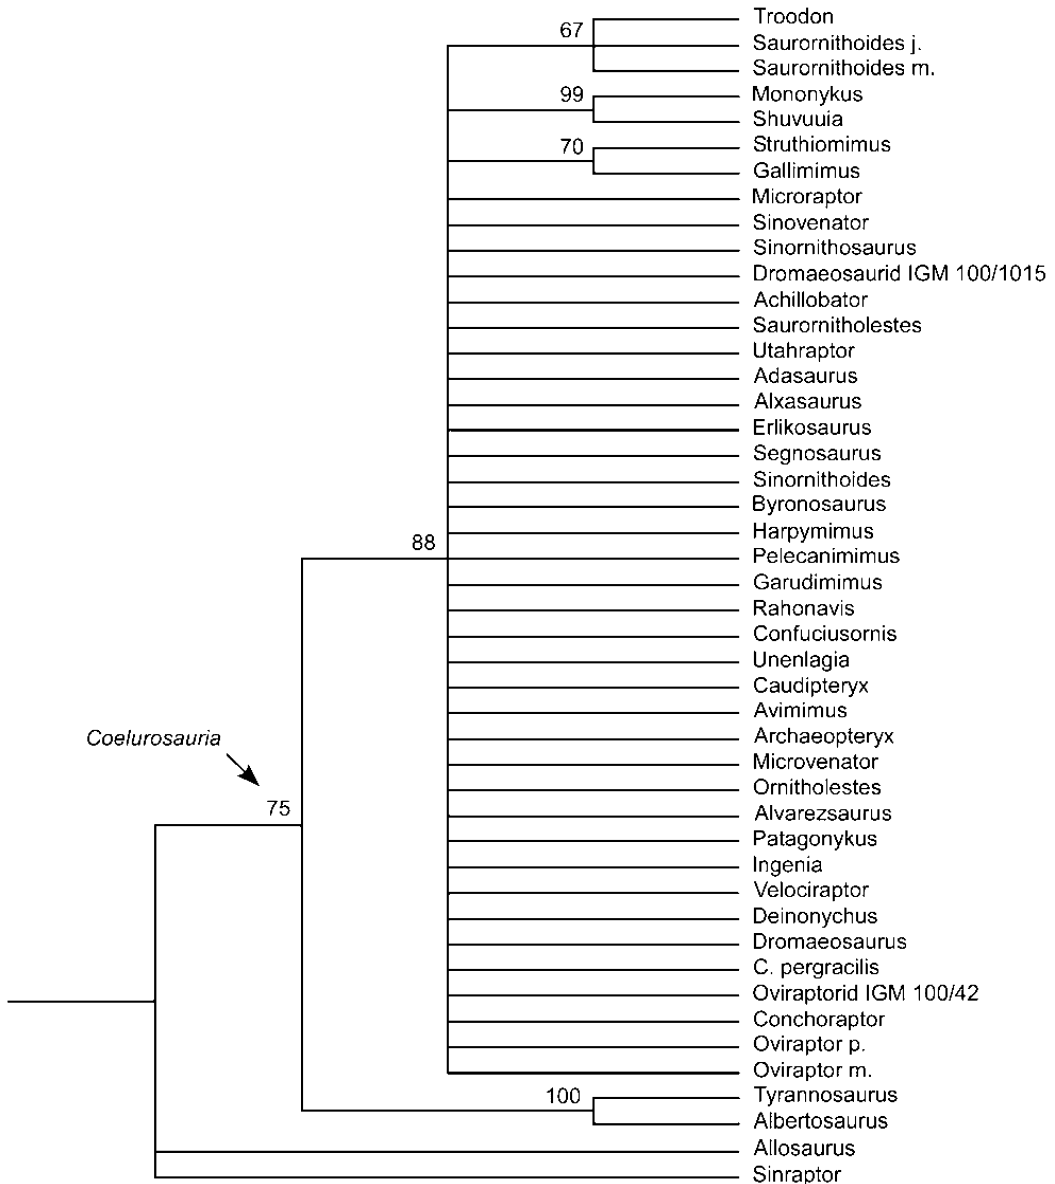 Troodon
67
Saurornithoides j.
Saurornithoides m.
99 Mononykus
Shuvuuia
70 Struthiomimus
Gallimimus
Microraptor
Sinovenator
Sinornithosaurus
Dromaeosaurid IGM 100/1015
Achillobator
Saurornitholestes
Utahraptor
Adasaurus
Alxasaurus
Erlikosaurus
Segnosaurus
Sinornithoides
Byronosaurus
Harpymimus
88
Pelecanimimus
Garudimimus
Rahonavis
Confuciusornis
Unenlagia
Caudipteryx
Avimimus
Coelurosauria Archaeopteryx
Microvenator
Ornitholestes
75
Alvarezsaurus
Patagonykus
Ingenia
Velociraptor
Deinonychus
Dromaeosaurus
C. pergracilis
Oviraptorid IGM 100/42
Conchoraptor
Oviraptor p.
Oviraptor m.
100 Tyrannosaurus
Albertosaurus
Allosaurus
Sinraptor